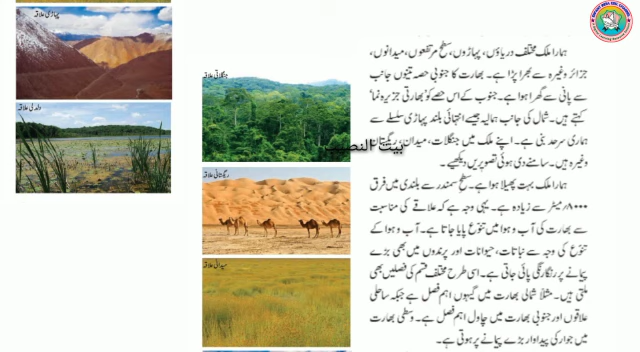 ہمارا ملک مختلف دریاؤں، پہاڑوں، سطح مرتفعوں، میدانوں،
جزائر وغیرہ سے بھرا پڑا ہے۔ بھارت کا جنوبی حصہ تینوں جانب
سے پانی سے گھرا ہوا ہے۔ جنوب کے اس حصے کو 'بھارتی جزیرہ نما'
کہتے ہیں۔ شمال کی جانب ہمالیہ جیسے انتہائی بلند پہاڑی سلسلے سے
ہماری سرحد بنی ہے۔ اپنے ملک میں جنگلات، میدان، ریگستان
وغیرہ ہیں۔ سامنے دی ہوئی تصویریں دیکھیے۔
ہمارا ملک بہت پھیلا ہوا ہے۔ سطح سمندر سے بلندی میں فرق
۸۰۰۰؍ میٹر سے زیادہ ہے۔ یہی وجہ ہے کہ علاقے کی مناسبت
سے بھارت کی آب و ہوا میں تنوّع پایا جاتا ہے۔ آب و ہوا کے
تنوّع کی وجہ سے نباتات، حیوانات اور پرندوں میں بھی بڑے
پیمانے پر رنگارنگی پائی جاتی ہے۔ اسی طرح مختلف قسم کی فصلیں بھی
ملتی ہیں۔ مثلاً شمالی بھارت میں گیہوں اہم فصل ہے جبکہ ساحلی
علاقوں اور جنوبی بھارت میں چاول اہم فصل ہے۔ وسطی بھارت
میں جوار کی پیداوار بڑے پیمانے پر ہوتی ہے۔
جنگلاتی علاقہ
ریگستانی علاقہ
میدانی علاقہ
پہاڑی علاقہ
دلدلی علاقہ
بيت النصيب